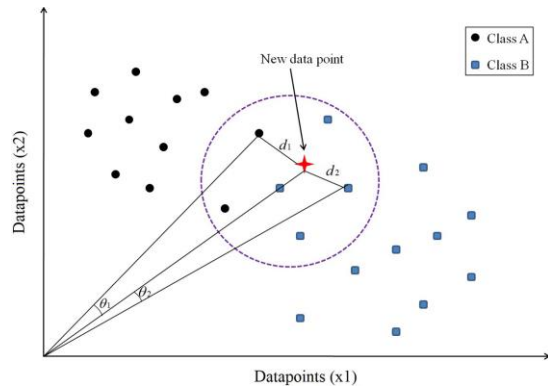 Class A
Class B
New data point
d1
d2
θ1
θ2
Datapoints (x2)
Datapoints (x1)